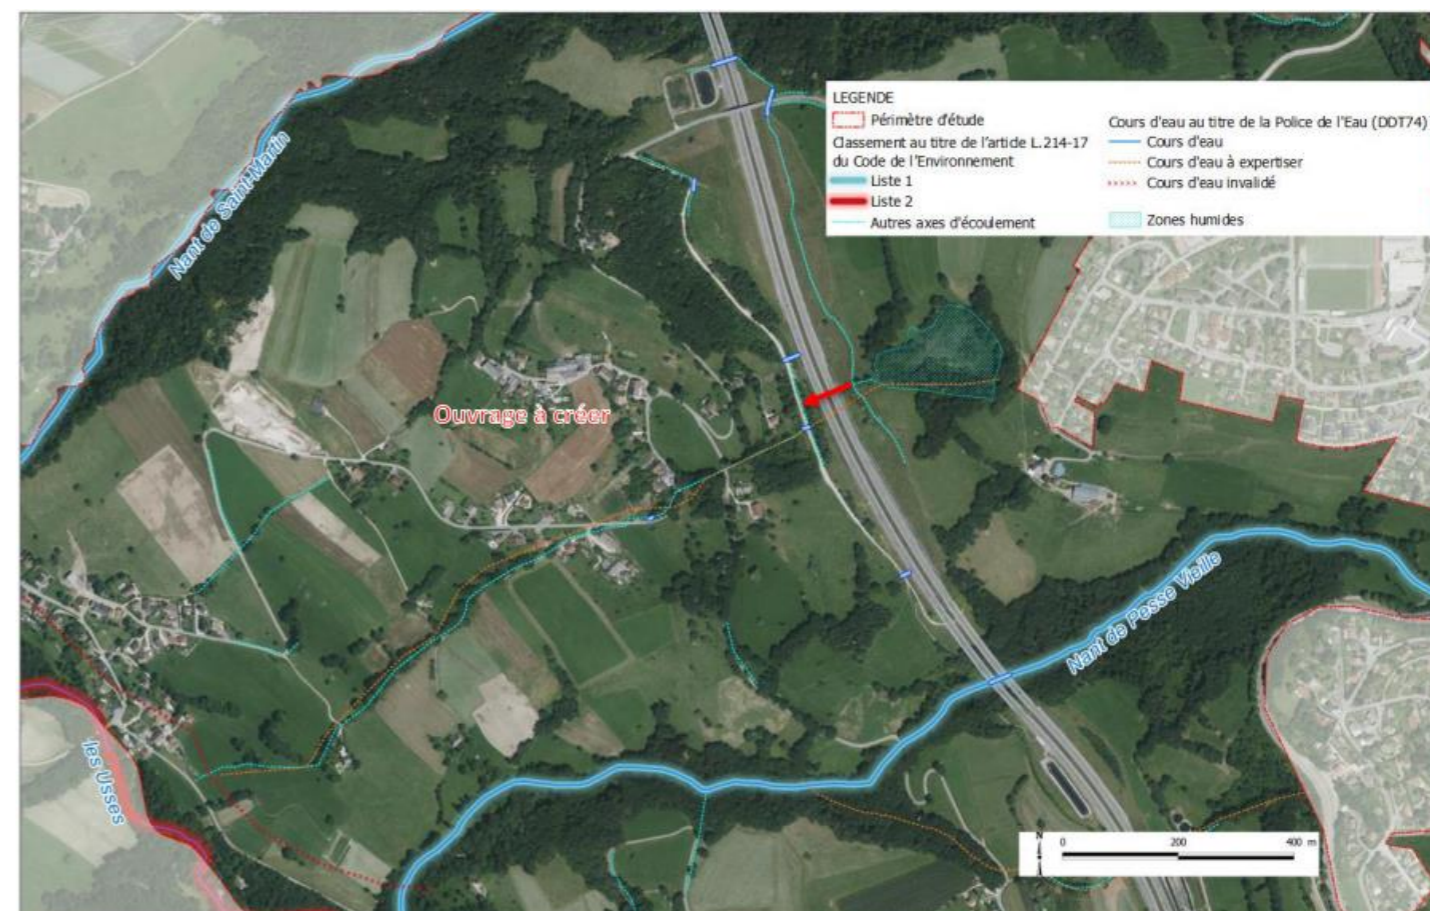 LEGENDE
Périmètre d'étude
Classement au titre de l'article L.214-17
du Code de l'Environnement
Liste 1
Liste 2
Autres axes d'écoulement
Cours d'eau au titre de la Police de l'Eau (DDT74)
Cours d'eau
Cours d'eau à expertiser
Cours d'eau invalidé
Zones humides
Nant de Saint-Martin
Ouvrage à créer
Nant de Pesse Vieille
les Usses
N
0 200 400 m